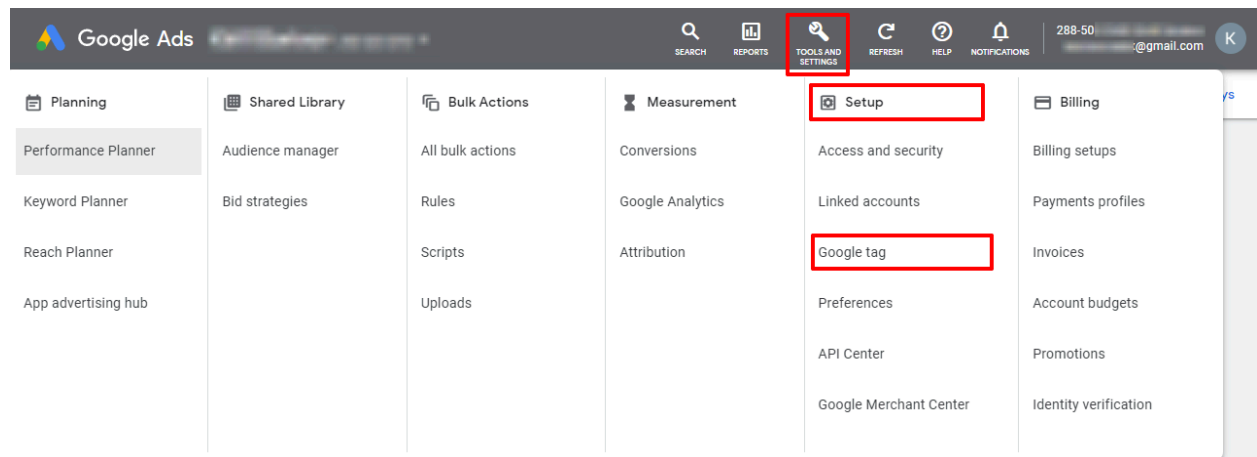 Google Ads
SEARCH
REPORTS
TOOLS AND
SETTINGS
REFRESH
HELP
NOTIFICATIONS
288-50
:@gmail.com
K
ys
Planning
Performance Planner
Keyword Planner
Reach Planner
App advertising hub
Shared Library
Audience manager
Bid strategies
Bulk Actions
All bulk actions
Rules
Scripts
Uploads
Measurement
Conversions
Google Analytics
Attribution
Setup
Access and security
Linked accounts
Google tag
Preferences
API Center
Google Merchant Center
Billing
Billing setups
Payments profiles
Invoices
Account budgets
Promotions
Identity verification